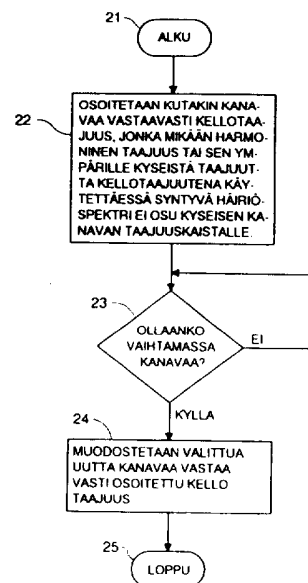 21
ALKU
22
OSOITETAAN KUTAKIN KANA-
VAA VASTAAVASTI KELLOTAA-
JUUS, JONKA MIKÄÄN HARMO-
NINEN TAAJUUS TAI SEN YM-
PÄRILLE KYSEISTÄ TAAJUUT-
TA KELLOTAAJUUTENA KÄY-
TETTÄESSÄ SYNTYVÄ HÄIRIÖ-
SPEKTRI EI OSU KYSEISEN KA-
NAVAN TAAJUUSKAISTALLE.
23
OLLAANKO
VAIHTAMASSA
KANAVAA?
EI
KYLLA
24
MUODOSTETAAN VALITTUA
UUTTA KANAVAA VASTAA
VASTI OSOITETTU KELLO
TAAJUUS
25
LOPPU